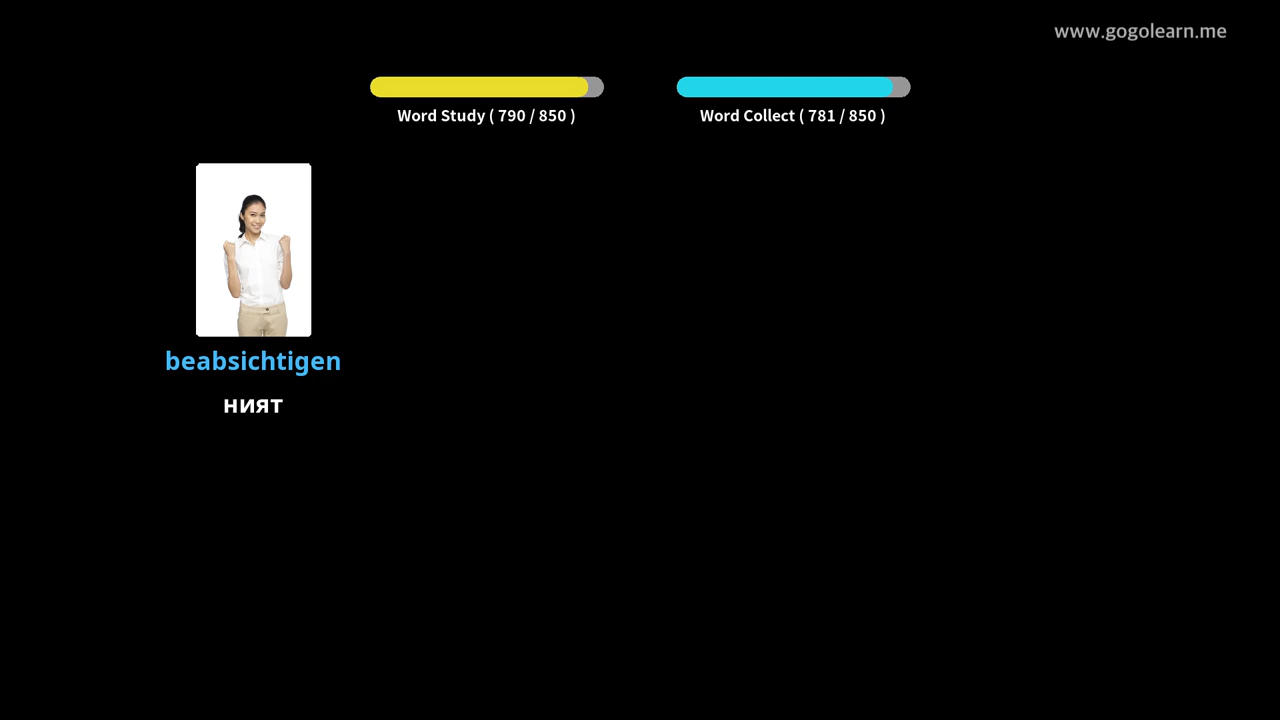 www.gogolearn.me
Word Study ( 790 / 850 )
Word Collect ( 781 / 850 )
beabsichtigen
ният